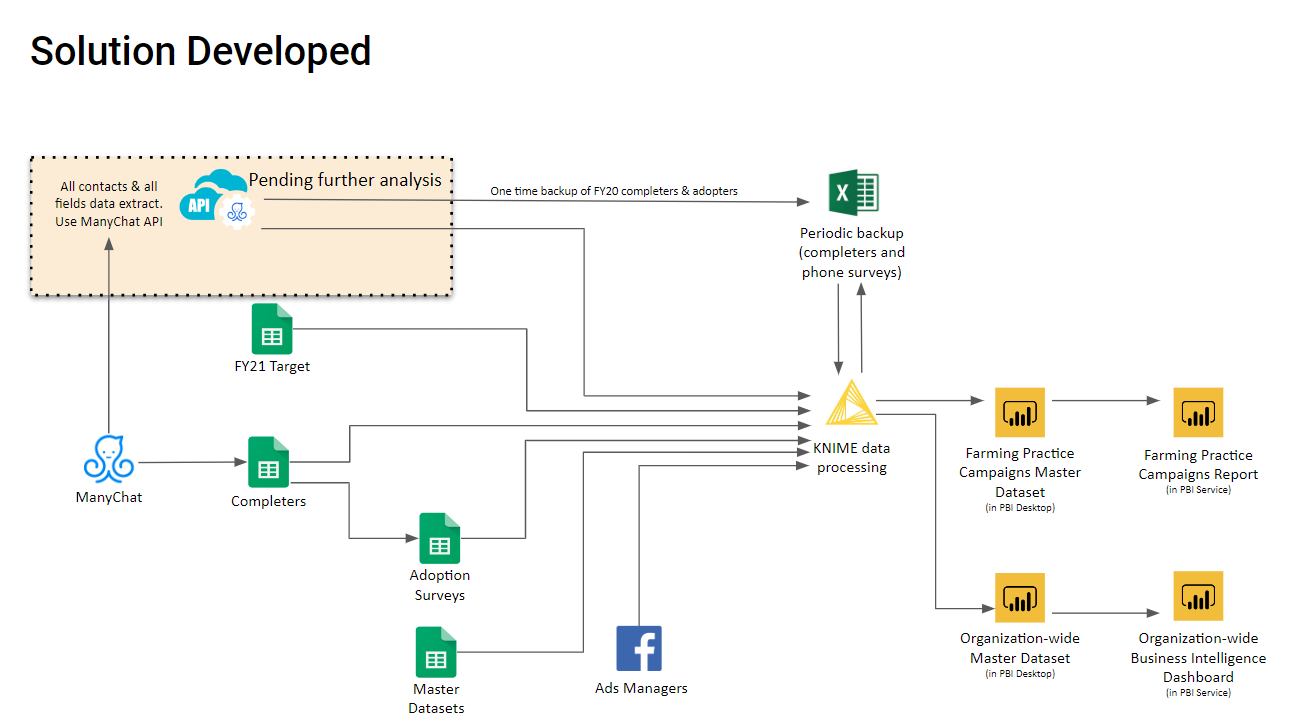 Solution Developed
All contacts & all
fields data extract.
Use ManyChat API
API
Pending further analysis
One time backup of FY20 completers & adopters
X
Periodic backup
(completers and
phone surveys)
FY21 Target
ManyChat
Completers
KNIME data
processing
Farming Practice
Campaigns Master
Dataset
(in PBI Desktop)
Farming Practice
Campaigns Report
(in PBI Service)
Adoption
Surveys
Master
Datasets
f
Ads Managers
Organization-wide
Master Dataset
(in PBI Desktop)
Organization-wide
Business Intelligence
Dashboard
(in PBI Service)